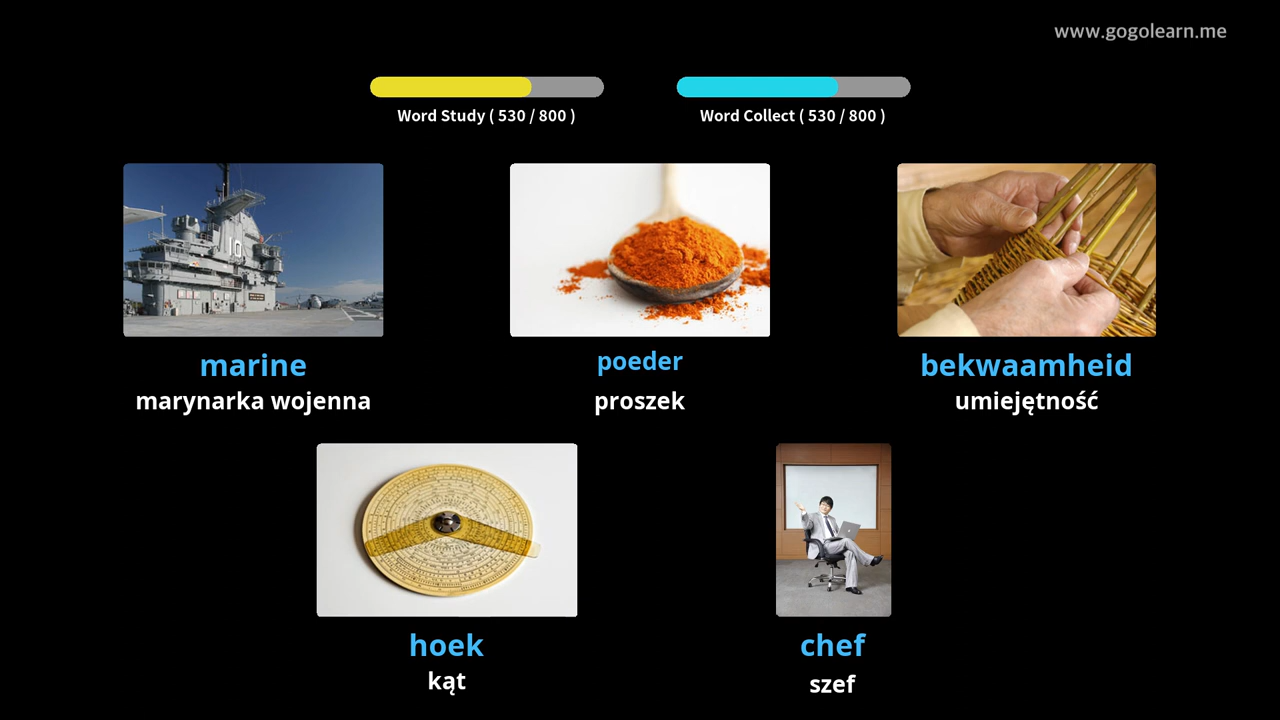 www.gogolearn.me
Word Study ( 530 / 800 )
Word Collect ( 530 / 800 )
10
marine
marynarka wojenna
poeder
proszek
bekwaamheid
umiejętność
hoek
kąt
chef
szef